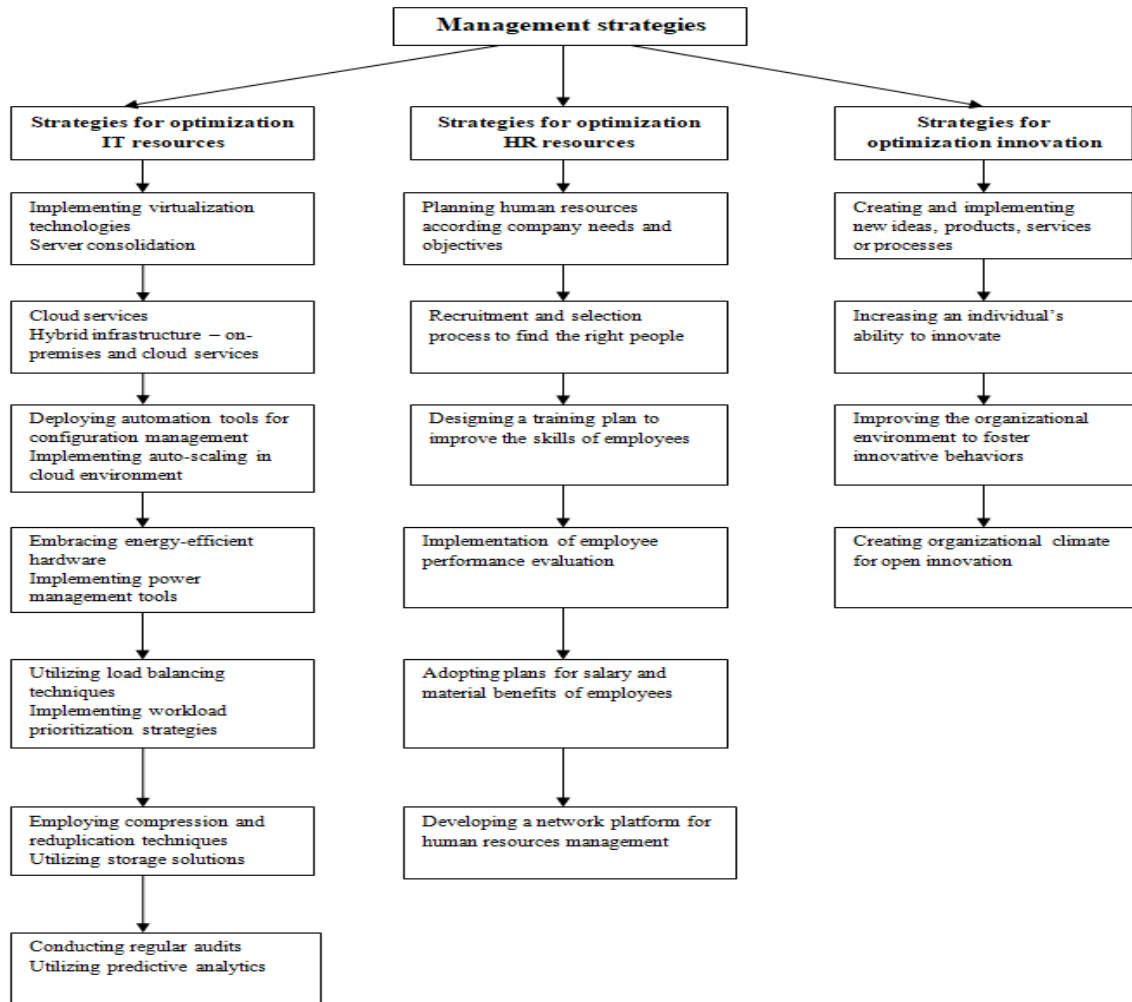 Management strategies
Strategies for optimization
IT resources
Implementing virtualization
technologies
Server consolidation
Cloud services
Hybrid infrastructure – on-
premises and cloud services
Deploying automation tools for
configuration management
Implementing auto-scaling in
cloud environment
Embracing energy-efficient
hardware
Implementing power
management tools
Utilizing load balancing
techniques
Implementing workload
prioritization strategies
Employing compression and
reduplication techniques
Utilizing storage solutions
Conducting regular audits
Utilizing predictive analytics
Strategies for optimization
HR resources
Planning human resources
according company needs and
objectives
Recruitment and selection
process to find the right people
Designing a training plan to
improve the skills of employees
Implementation of employee
performance evaluation
Adopting plans for salary and
material benefits of employees
Developing a network platform for
human resources management
Strategies for
optimization innovation
Creating and implementing
new ideas, products, services
or processes
Increasing an individual's
ability to innovate
Improving the organizational
environment to foster
innovative behaviors
Creating organizational climate
for open innovation